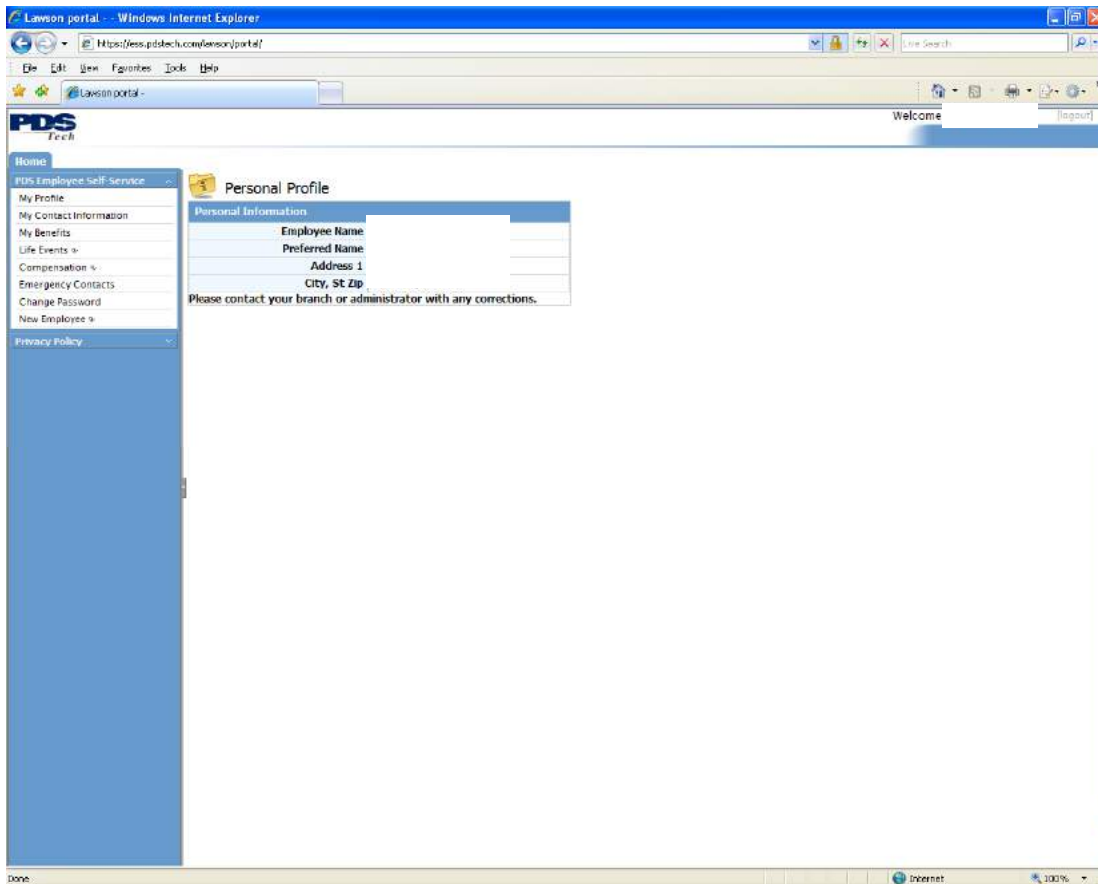 Lawson portal - - Windows Internet Explorer
https://ess.pdstech.com/lawson/portal/
Live Search
File Edit View Favorites Tools Help
Lawson portal -
PDS
Tech
Welcome
[logout]
Home
PDS Employee Self-Service
My Profile
My Contact Information
My Benefits
Life Events
Compensation
Emergency Contacts
Change Password
New Employee
Privacy Policy
Personal Profile
Personal Information
Employee Name
Preferred Name
Address 1
City, St Zip
Please contact your branch or administrator with any corrections.
Done
Internet
100%